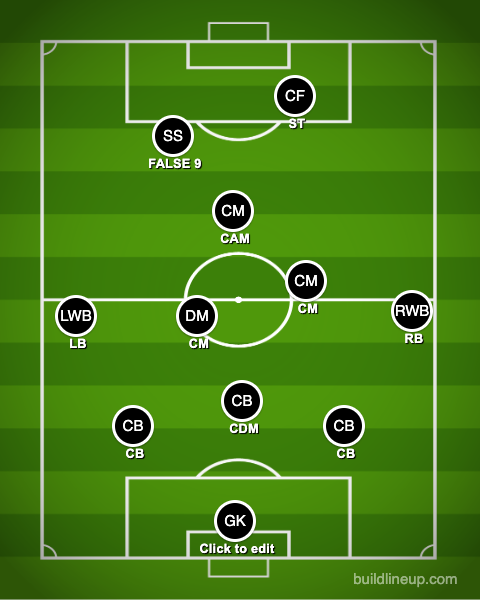 CF
ST
SS
FALSE 9
CM
CAM
CM
CM
LWB
LB
DM
CM
RWB
RB
CB
CDM
CB
CB
CB
CB
GK
Click to edit
buildlineup.com